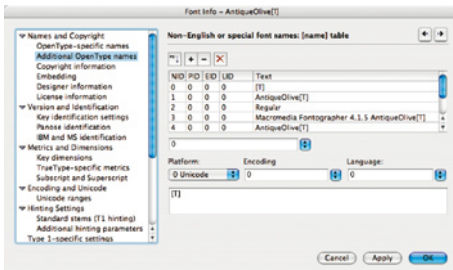 Font Info – AntiqueOlive[T]
Names and Copyright
OpenType-specific names
Additional OpenType names
Copyright information
Embedding
Designer information
License information
Version and Identification
Key identification settings
Panose identification
IBM and MS identification
Metrics and Dimensions
Key dimensions
TrueType-specific metrics
Subscript and Superscript
Encoding and Unicode
Unicode ranges
Hinting Settings
Standard stems (T1 hinting)
Additional hinting parameters
Type 1-specific settings
Non-English or special font names: [name] table
NID PID EID LID Text
0 0 0 0 [T]
1 0 0 0 AntiqueOlive[T]
2 0 0 0 Regular
3 0 0 0 Macromedia Fontographer 4.1.5 AntiqueOlive[T]
4 0 0 0 AntiqueOlive[T]
0
Platform: Encoding Language:
0 Unicode 0 0
[T]
Cancel Apply OK